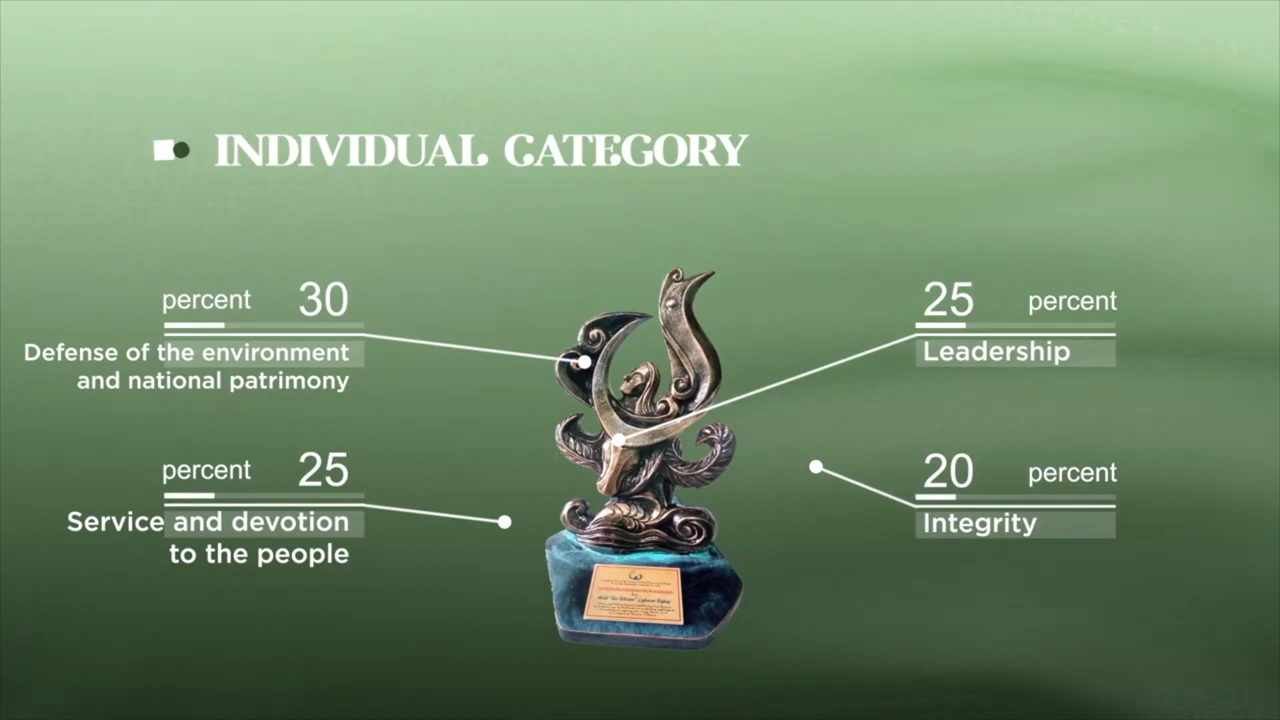 INDIVIDUAL CATEGORY
percent 30
Defense of the environment
and national patrimony
25 percent
Leadership
percent 25
Service and devotion
to the people
20 percent
Integrity